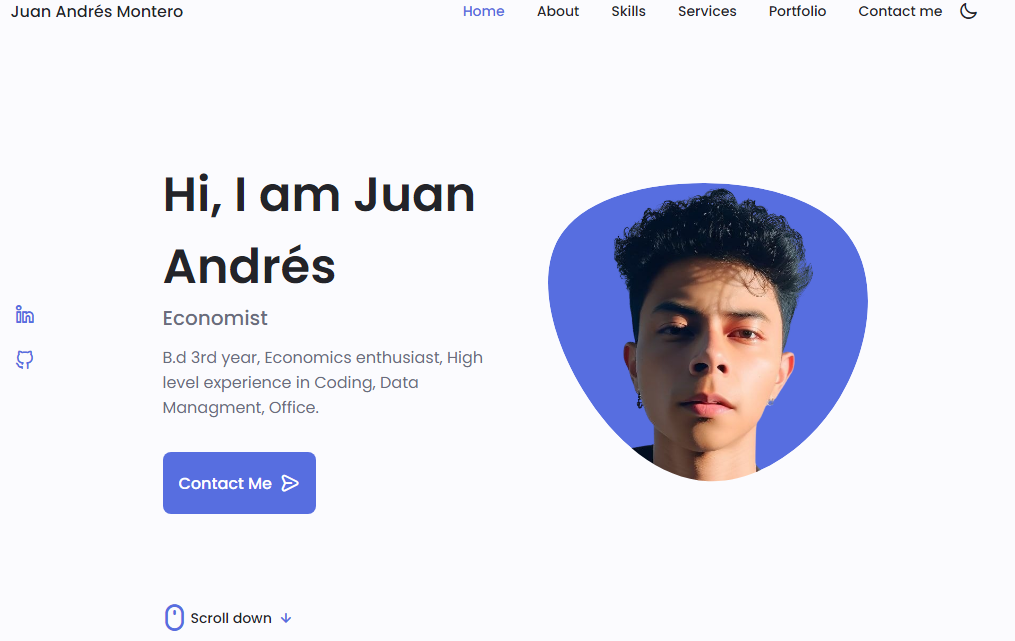 Juan Andrés Montero
Home About Skills Services Portfolio Contact me
Hi, I am Juan
Andrés
Economist
B.d 3rd year, Economics enthusiast, High
level experience in Coding, Data
Managment, Office.
Contact Me
Scroll down